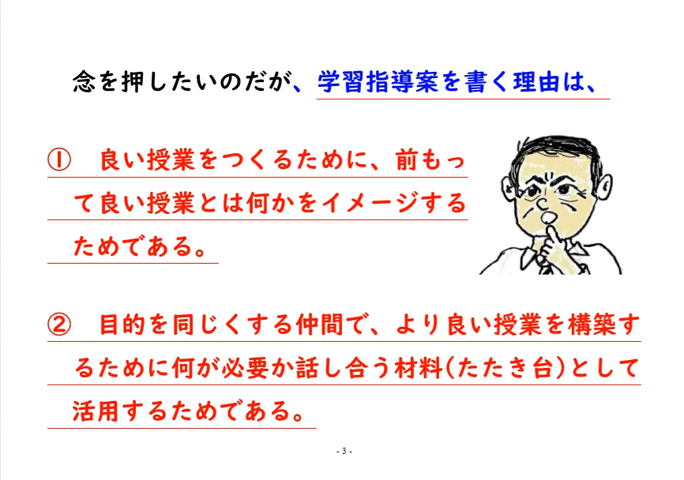 念を押したいのだが、学習指導案を書く理由は、
① 良い授業をつくるために、前もっ
て良い授業とは何かをイメージする
ためである。
② 目的を同じくする仲間で、より良い授業を構築す
るために何が必要か話し合う材料(たたき台)として
活用するためである。
- 3 -